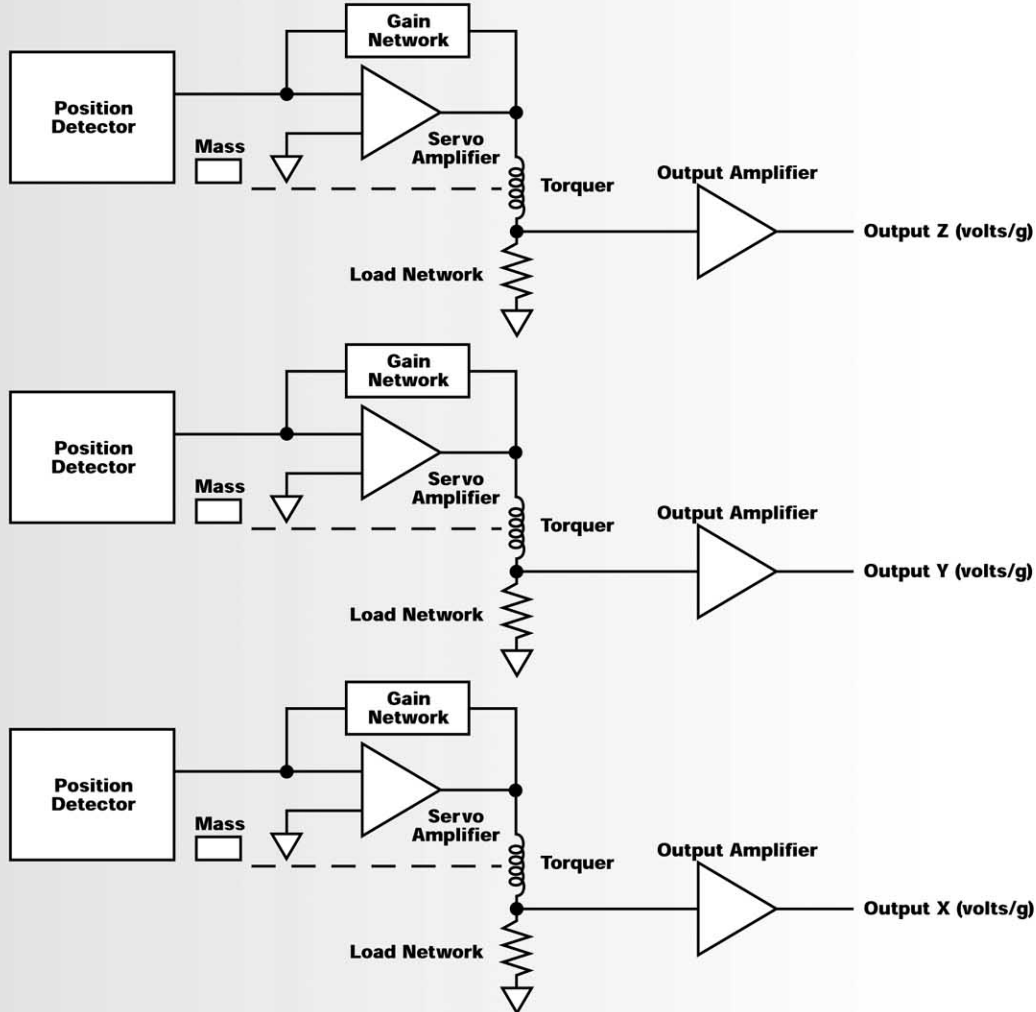 Gain
Network
Position
Detector
Mass
Servo
Amplifier
Torquer
Output Amplifier
Output Z (volts/g)
Load Network
Gain
Network
Position
Detector
Mass
Servo
Amplifier
Torquer
Output Amplifier
Output Y (volts/g)
Load Network
Gain
Network
Position
Detector
Mass
Servo
Amplifier
Torquer
Output Amplifier
Output X (volts/g)
Load Network